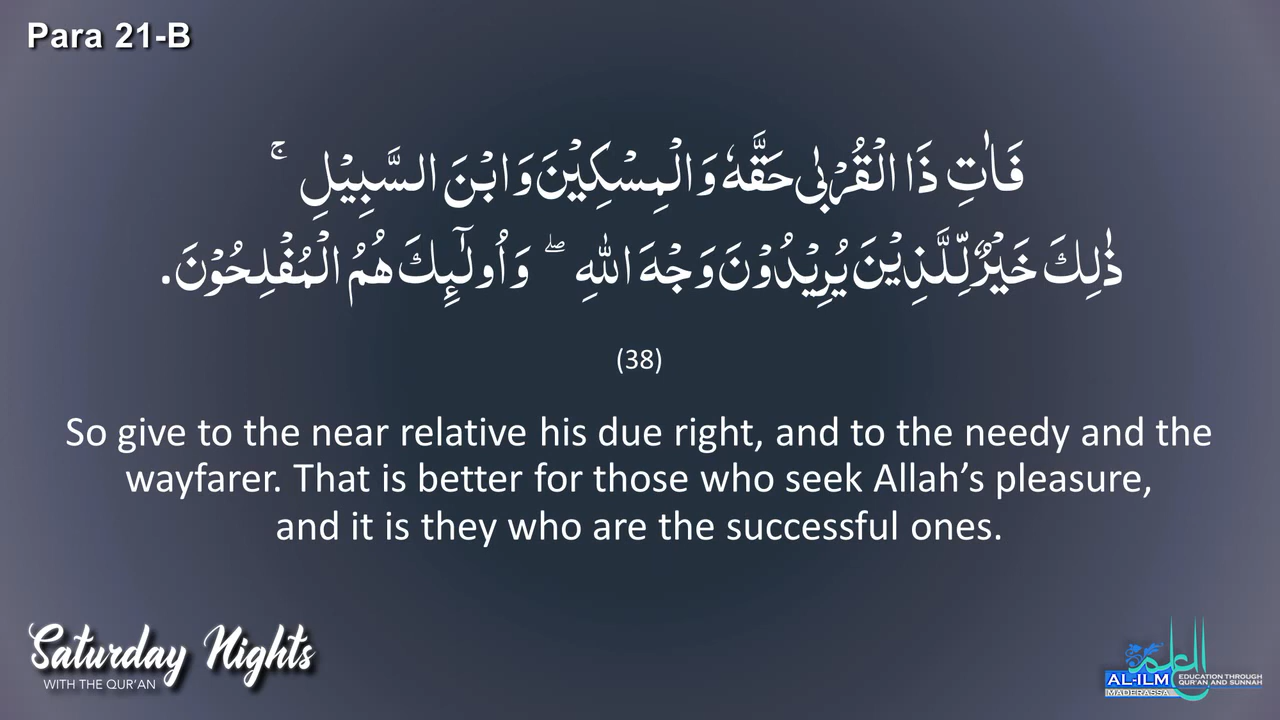 Para 21-B
فَاٰتِ ذَا الْقُرْبٰى حَقَّهٗ وَالْمِسْكِيْنَ وَابْنَ السَّبِيْلِ ۚ
ذٰلِكَ خَيْرٌ لِّلَّذِيْنَ يُرِيْدُوْنَ وَجْهَ اللّٰهِ ۖ وَاُولٰٓئِكَ هُمُ الْمُفْلِحُوْنَ.
(38)
So give to the near relative his due right, and to the needy and the
wayfarer. That is better for those who seek Allah’s pleasure,
and it is they who are the successful ones.
Saturday Nights
WITH THE QUR'AN
العلم
AL-ILM
MADERASSA
EDUCATION THROUGH
QUR'AN AND SUNNAH